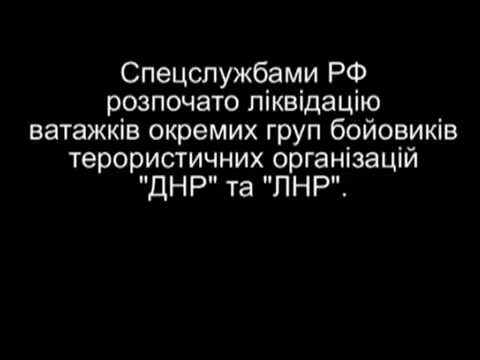 Спецслужбами РФ
розпочато ліквідацію
ватажків окремих груп бойовиків
терористичних організацій
"ДНР" та "ЛНР".